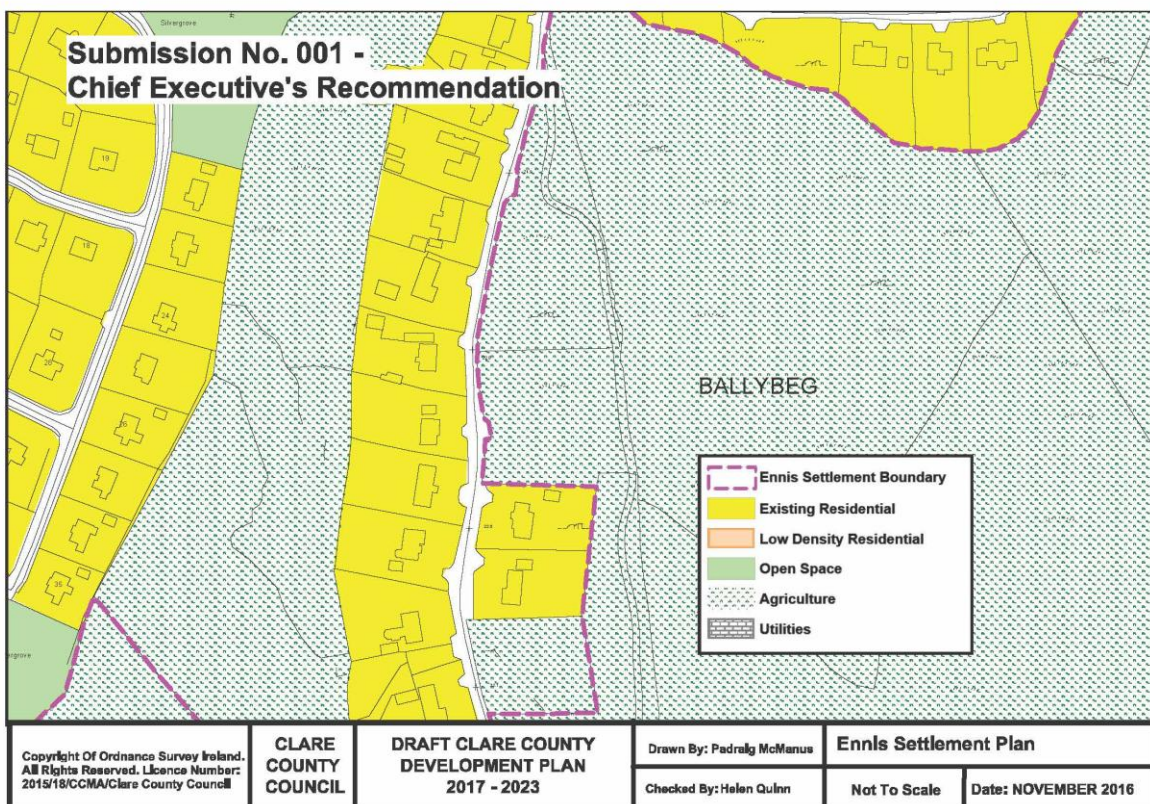 Silvergrove
Submission No. 001 -
Chief Executive's Recommendation
19
18
24
26
26
35
BALLYBEG
Ennis Settlement Boundary
Existing Residential
Low Density Residential
Open Space
Agriculture
Utilities
Copyright Of Ordnance Survey Ireland.
All Rights Reserved. Licence Number:
2015/18/CCMA/Clare County Council
CLARE
COUNTY
COUNCIL
DRAFT CLARE COUNTY
DEVELOPMENT PLAN
2017 - 2023
Drawn By: Padraig McManus
Checked By: Helen Quinn
Ennis Settlement Plan
Not To Scale
Date: NOVEMBER 2016